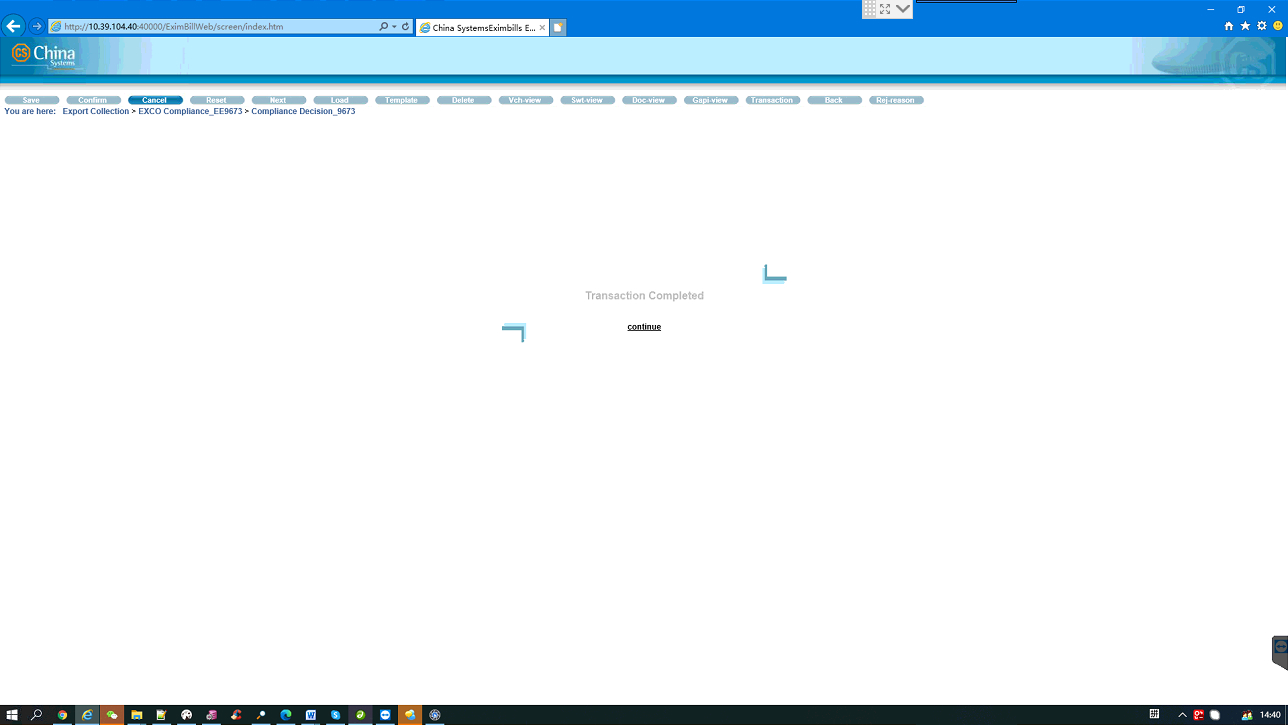 http://10.39.104.40:40000/EximBillWeb/screen/index.htm
China SystemsEximbills E...
CS China
Systems
Save Confirm Cancel Reset Next Load Template Delete Vch-view Swt-view Doc-view Gapi-view Transaction Back Rej-reason
You are here: Export Collection > EXCO Compliance_EE9673 > Compliance Decision_9673
Transaction Completed
continue
14:40